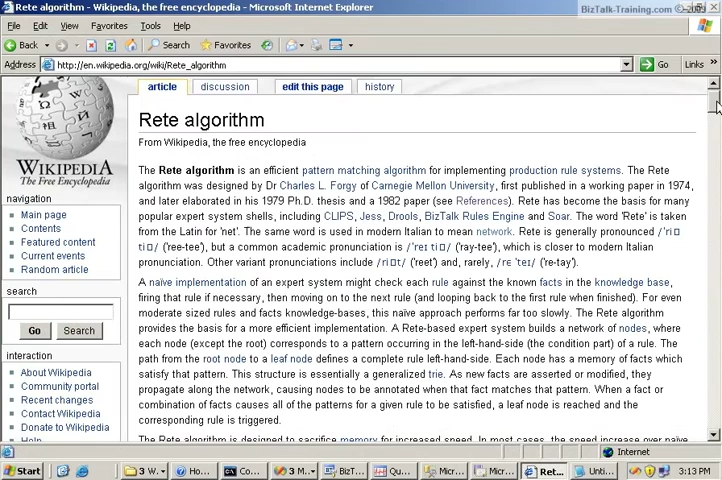 Rete algorithm - Wikipedia, the free encyclopedia - Microsoft Internet Explorer
BizTalk-Training.com © 2009
File Edit View Favorites Tools Help
Back Search Favorites
Address http://en.wikipedia.org/wiki/Rete_algorithm Go Links »
article discussion edit this page history
WIKIPEDIA
The Free Encyclopedia
navigation
Main page
Contents
Featured content
Current events
Random article
search
Go Search
interaction
About Wikipedia
Community portal
Recent changes
Contact Wikipedia
Donate to Wikipedia
Help
Rete algorithm
From Wikipedia, the free encyclopedia
The Rete algorithm is an efficient pattern matching algorithm for implementing production rule systems. The Rete
algorithm was designed by Dr Charles L. Forgy of Carnegie Mellon University, first published in a working paper in 1974,
and later elaborated in his 1979 Ph.D. thesis and a 1982 paper (see References). Rete has become the basis for many
popular expert system shells, including CLIPS, Jess, Drools, BizTalk Rules Engine and Soar. The word 'Rete' is taken
from the Latin for 'net'. The same word is used in modern Italian to mean network. Rete is generally pronounced /'ri
ti / ('ree-tee'), but a common academic pronunciation is /'reɪ ti / ('ray-tee'), which is closer to modern Italian
pronunciation. Other variant pronunciations include /ri t/ ('reet') and, rarely, /rɛ 'teɪ/ ('re-tay').
A naïve implementation of an expert system might check each rule against the known facts in the knowledge base,
firing that rule if necessary, then moving on to the next rule (and looping back to the first rule when finished). For even
moderate sized rules and facts knowledge-bases, this naïve approach performs far too slowly. The Rete algorithm
provides the basis for a more efficient implementation. A Rete-based expert system builds a network of nodes, where
each node (except the root) corresponds to a pattern occurring in the left-hand-side (the condition part) of a rule. The
path from the root node to a leaf node defines a complete rule left-hand-side. Each node has a memory of facts which
satisfy that pattern. This structure is essentially a generalized trie. As new facts are asserted or modified, they
propagate along the network, causing nodes to be annotated when that fact matches that pattern. When a fact or
combination of facts causes all of the patterns for a given rule to be satisfied, a leaf node is reached and the
corresponding rule is triggered.
The Rete algorithm is designed to sacrifice memory for increased speed. In most cases, the speed increase over naïve
Internet
Start 3 W... Ho... Co... 3 M... BizT... Qu... Micr... Micr... Ret... Unti... 3:13 PM